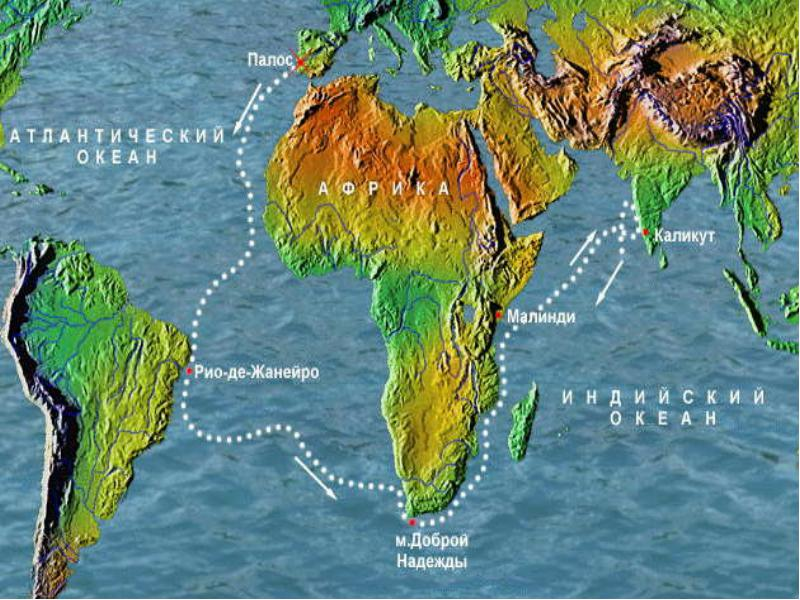 Палос
АТЛАНТИЧЕСКИЙ
ОКЕАН
АФРИКА
Каликут
Малинди
Рио-де-Жанейро
ИНДИЙСКИЙ
ОКЕАН
м.Доброй
Надежды